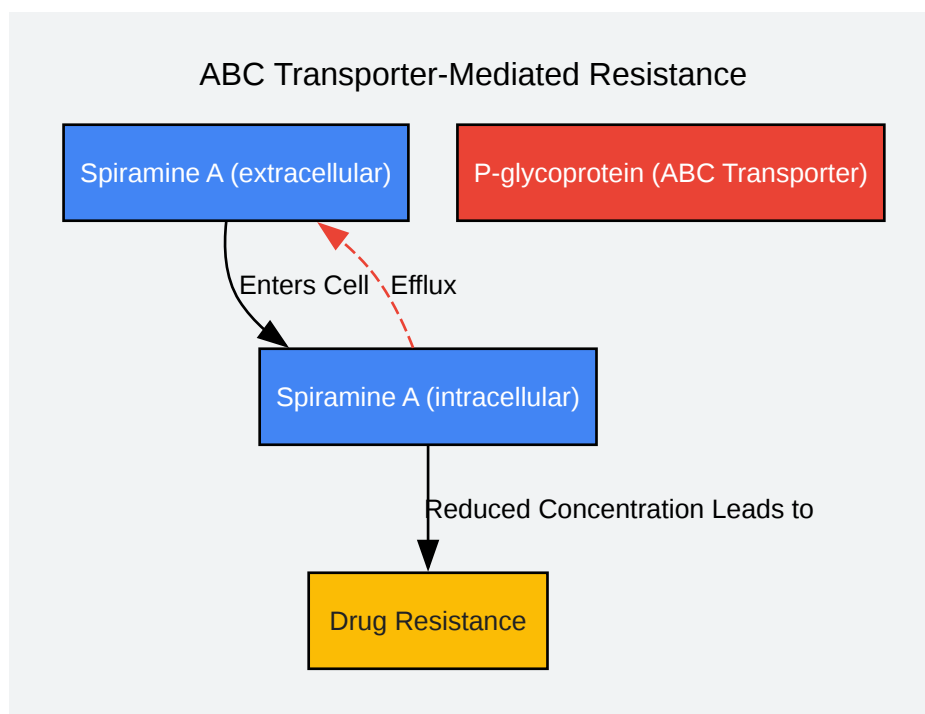 ABC Transporter-Mediated Resistance
Spiramine A (extracellular)
P-glycoprotein (ABC Transporter)
Enters Cell
Efflux
Spiramine A (intracellular)
Reduced Concentration Leads to
Drug Resistance